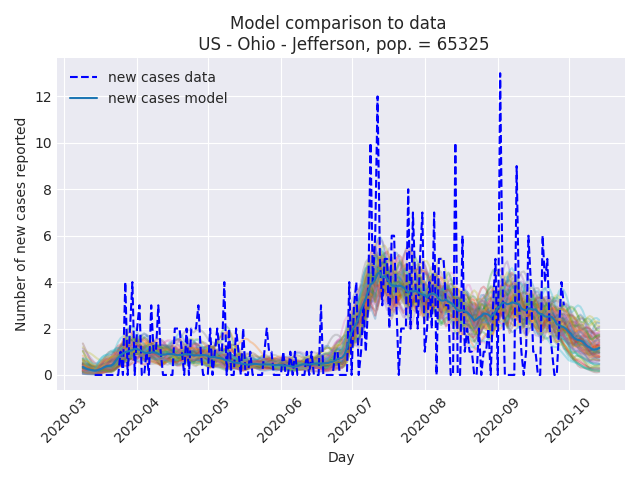 Model comparison to data
US - Ohio - Jefferson, pop. = 65325
new cases data
new cases model
Number of new cases reported
12
10
8
6
4
2
0
2020-03
2020-04
2020-05
2020-06
2020-07
2020-08
2020-09
2020-10
Day